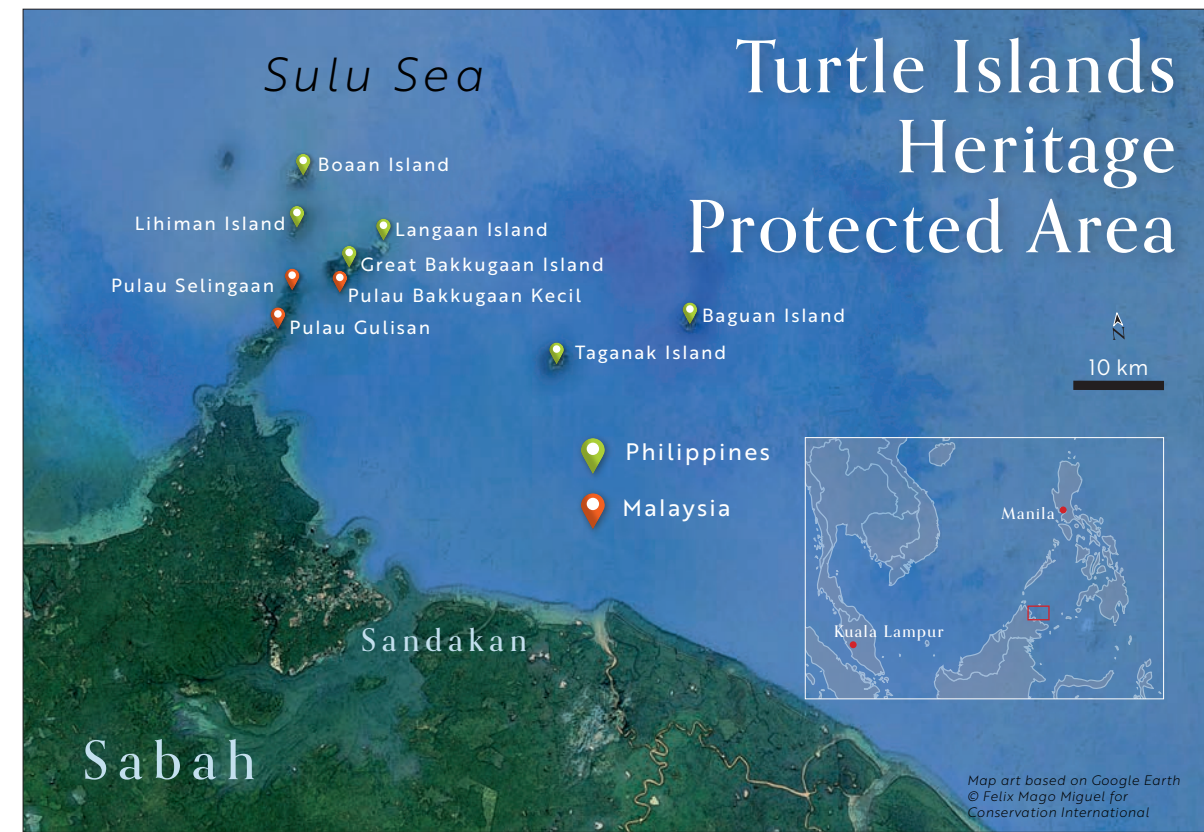 Sulu Sea
Turtle Islands
Heritage
Protected Area
Boaan Island
Lihiman Island
Langaan Island
Great Bakkugaan Island
Pulau Selingaan
Pulau Bakkugaan Kecil
Pulau Gulisan
Baguan Island
Taganak Island
N
10 km
Philippines
Malaysia
Manila
Kuala Lampur
Sandakan
Sabah
Map art based on Google Earth
© Felix Mago Miguel for
Conservation International